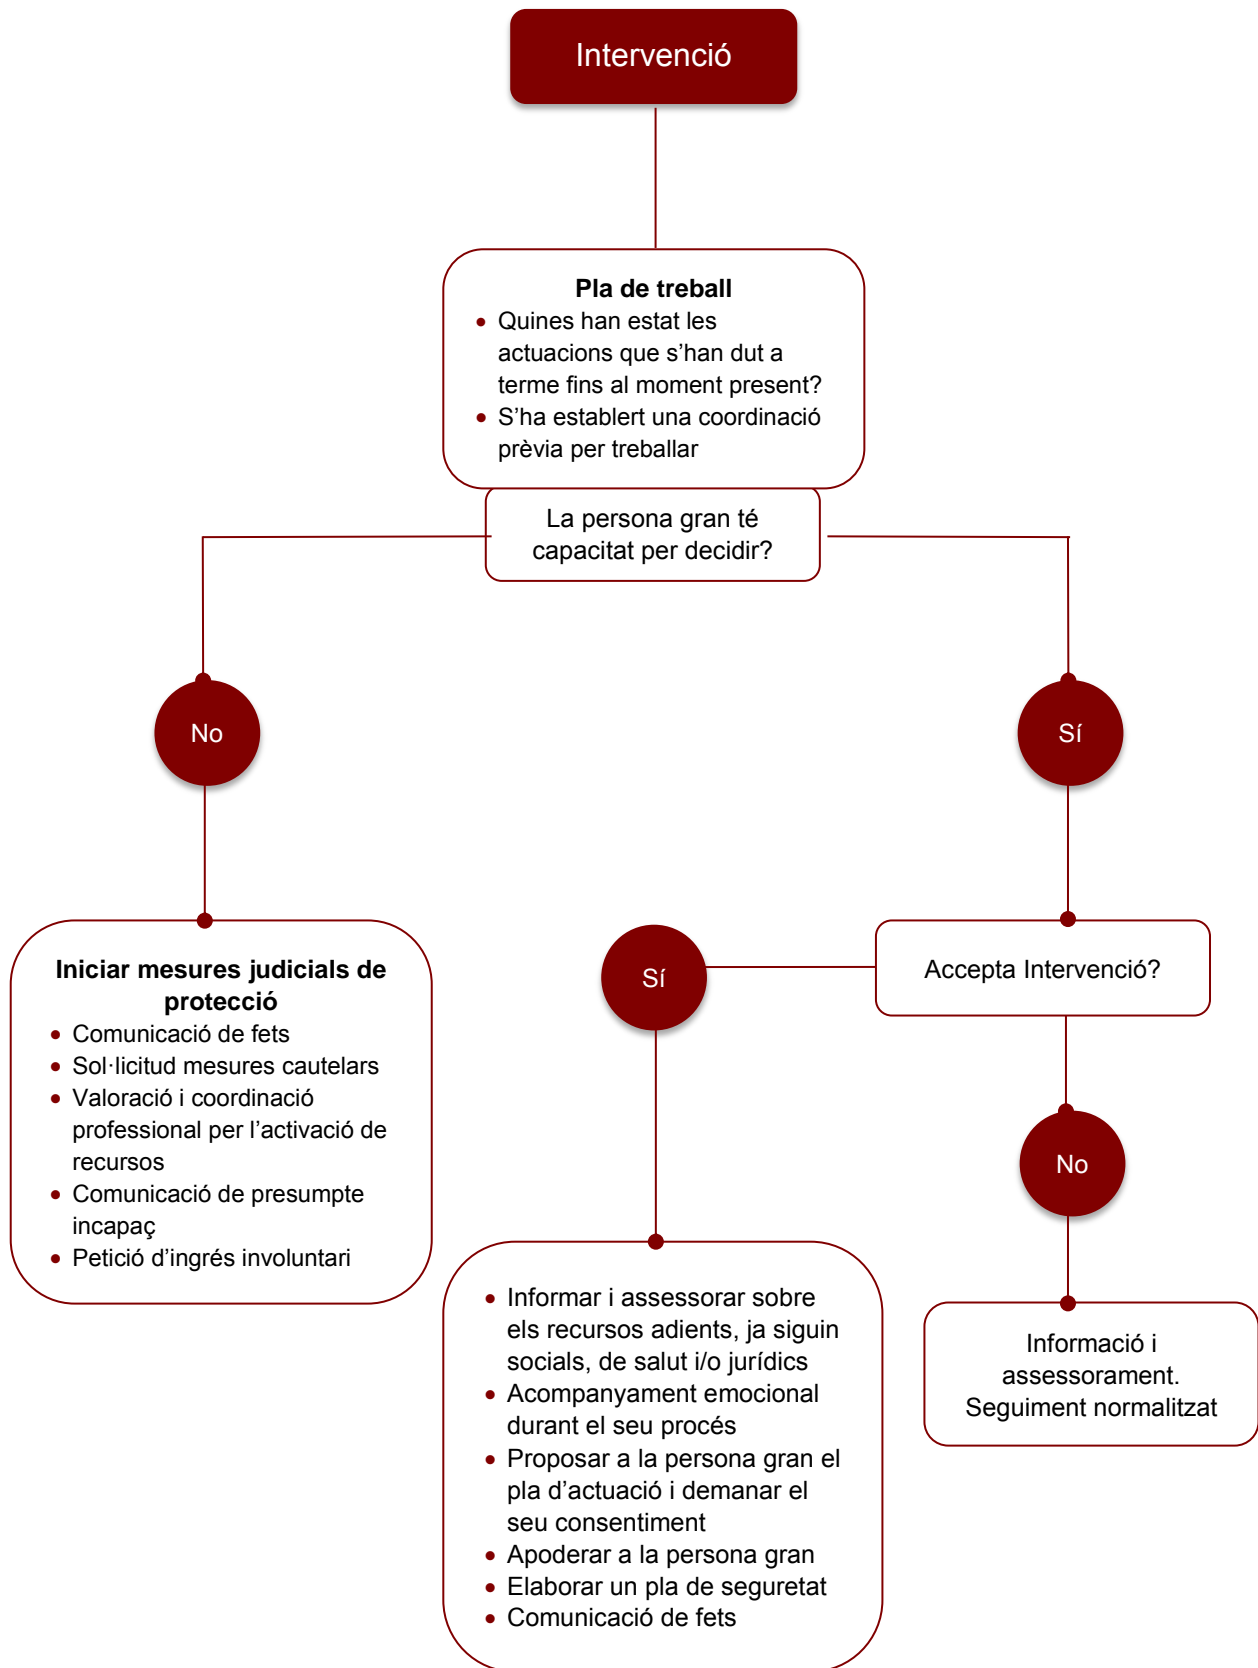 Intervenció
Pla de treball
• Quines han estat les
actuacions que s’han dut a
terme fins al moment present?
• S’ha establert una coordinació
prèvia per treballar
La persona gran té
capacitat per decidir?
No
Sí
Iniciar mesures judicials de
protecció
• Comunicació de fets
• Sol·licitud mesures cautelars
• Valoració i coordinació
professional per l’activació de
recursos
• Comunicació de presumpte
incapaç
• Petició d’ingrés involuntari
Sí
Accepta Intervenció?
No
• Informar i assessorar sobre
els recursos adients, ja siguin
socials, de salut i/o jurídics
• Acompanyament emocional
durant el seu procés
• Proposar a la persona gran el
pla d’actuació i demanar el
seu consentiment
• Apoderar a la persona gran
• Elaborar un pla de seguretat
• Comunicació de fets
Informació i
assessorament.
Seguiment normalitzat